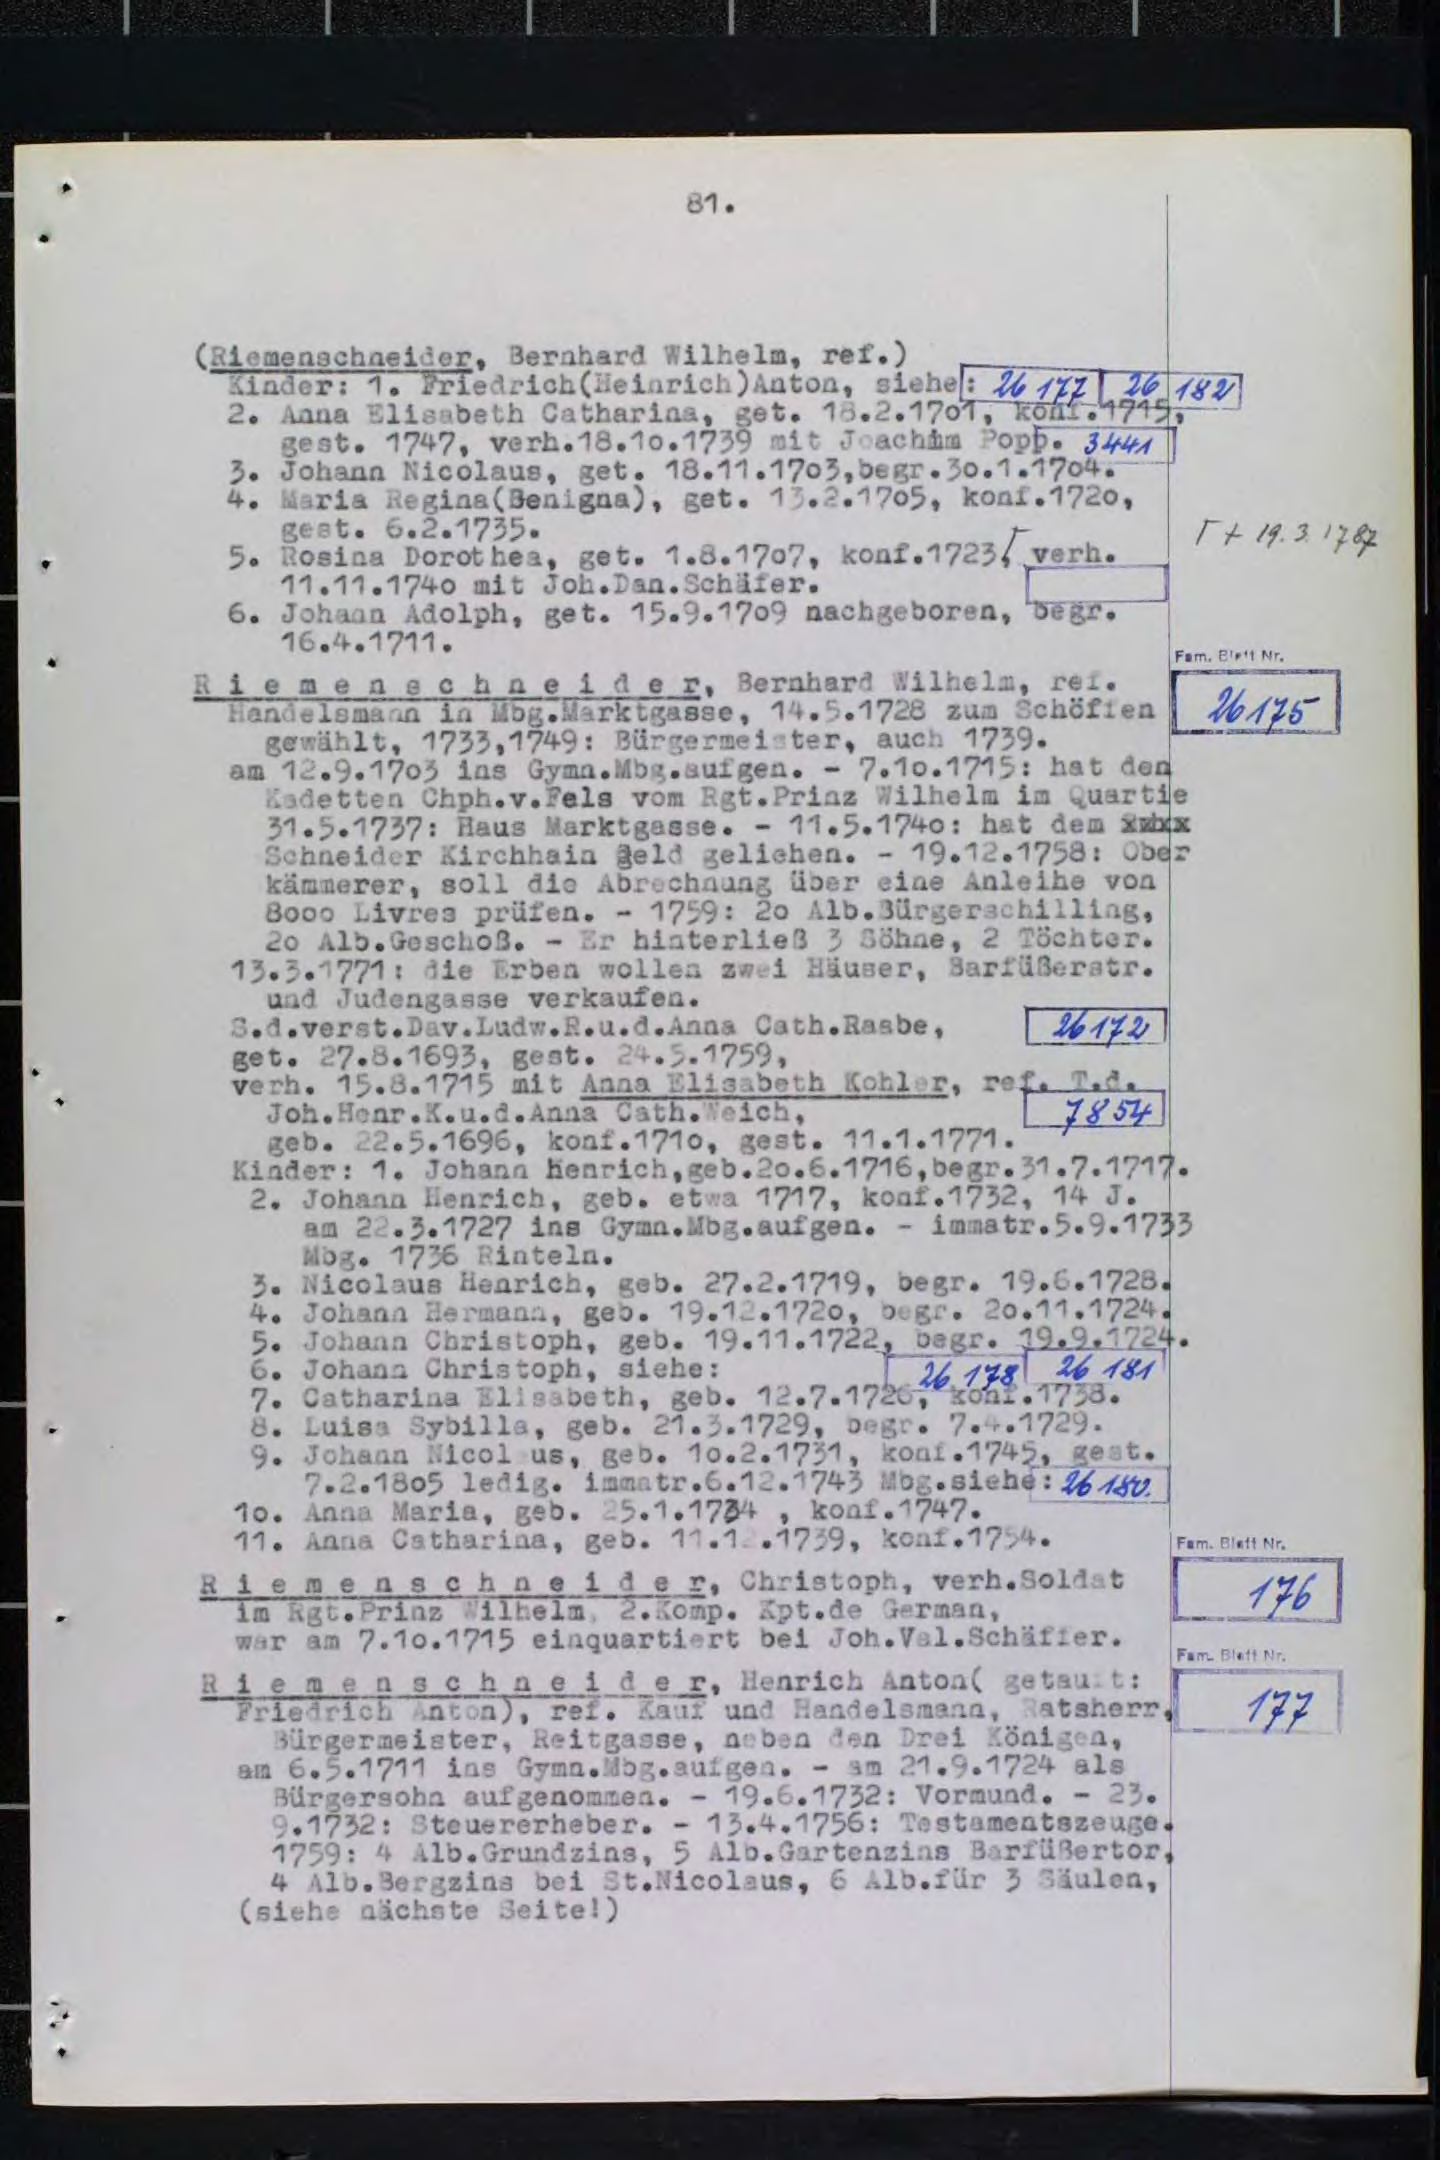 81.
(Riemenschneider, Bernhard Wilhelm, ref.)
Kinder: 1. Friedrich(Heinrich)Anton, siehe: 26 177 26 182
2. Anna Elisabeth Catharina, get. 18.2.1701, konf.1715,
gest. 1747, verh.18.10.1739 mit Joachim Popp. 3441
3. Johann Nicolaus, get. 18.11.1703,begr.30.1.1704.
4. Maria Regina(Benigna), get. 13.2.1705, konf.1720,
gest. 6.2.1735.
5. Rosina Dorothea, get. 1.8.1707, konf.1723,Γ verh.
Γ + 19.3.1787
11.11.1740 mit Joh.Dan.Schäfer.
6. Johann Adolph, get. 15.9.1709 nachgeboren, begr.
16.4.1711.
Fam. Blatt Nr.
26175
R i e m e n s c h n e i d e r, Bernhard Wilhelm, ref.
Handelsmann in Mbg.Marktgasse, 14.5.1728 zum Schöffen
gewählt, 1733,1749: Bürgermeister, auch 1739.
am 12.9.1703 ins Gymn.Mbg.aufgen. - 7.10.1715: hat den
Kadetten Chph.v.Fels vom Rgt.Prinz Wilhelm im Quartie
31.5.1737: Haus Marktgasse. - 11.5.1740: hat dem
Schneider Kirchhain Geld geliehen. - 19.12.1758: Ober
kämmerer, soll die Abrechnung über eine Anleihe von
8000 Livres prüfen. - 1759: 20 Alb.Bürgerschilling,
20 Alb.Geschoß. - Er hinterließ 3 Söhne, 2 Töchter.
13.3.1771: die Erben wollen zwei Häuser, Barfüßerstr.
und Judengasse verkaufen.
S.d.verst.Dav.Ludw.R.u.d.Anna Cath.Raabe, 26172
get. 27.8.1693, gest. 24.5.1759,
verh. 15.8.1715 mit Anna Elisabeth Kohler, ref. T.d.
Joh.Henr.K.u.d.Anna Cath.Weich, 7854
geb. 22.5.1696, konf.1710, gest. 11.1.1771.
Kinder: 1. Johann Henrich,geb.20.6.1716,begr.31.7.1717.
2. Johann Henrich, geb. etwa 1717, konf.1732, 14 J.
am 22.3.1727 ins Gymn.Mbg.aufgen. - immatr.5.9.1733
Mbg. 1736 Rinteln.
3. Nicolaus Henrich, geb. 27.2.1719, begr. 19.6.1728.
4. Johann Hermann, geb. 19.12.1720, begr. 20.11.1724.
5. Johann Christoph, geb. 19.11.1722, begr. 19.9.1724.
6. Johann Christoph, siehe: 26 178 26 181
7. Catharina Elisabeth, geb. 12.7.1726, konf.1738.
8. Luisa Sybilla, geb. 21.3.1729, begr. 7.4.1729.
9. Johann Nicolaus, geb. 10.2.1731, konf.1745, gest.
7.2.1805 ledig. immatr.6.12.1743 Mbg.siehe: 26180.
10. Anna Maria, geb. 25.1.1734 , konf.1747.
11. Anna Catharina, geb. 11.12.1739, konf.1754.
Fam. Blatt Nr.
176
R i e m e n s c h n e i d e r, Christoph, verh.Soldat
im Rgt.Prinz Wilhelm, 2.Komp. Kpt.de German,
war am 7.10.1715 einquartiert bei Joh.Val.Schäffer.
Fam. Blatt Nr.
177
R i e m e n s c h n e i d e r, Henrich Anton( getauft:
Friedrich Anton), ref. Kauf und Handelsmann, Ratsherr,
Bürgermeister, Reitgasse, neben den Drei Königen,
am 6.5.1711 ins Gymn.Mbg.aufgen. - am 21.9.1724 als
Bürgersohn aufgenommen. - 19.6.1732: Vormund. - 23.
9.1732: Steuererheber. - 13.4.1756: Testamentszeuge.
1759: 4 Alb.Grundzins, 5 Alb.Gartenzins Barfüßertor,
4 Alb.Bergzins bei St.Nicolaus, 6 Alb.für 3 Säulen,
(siehe nächste Seite!)